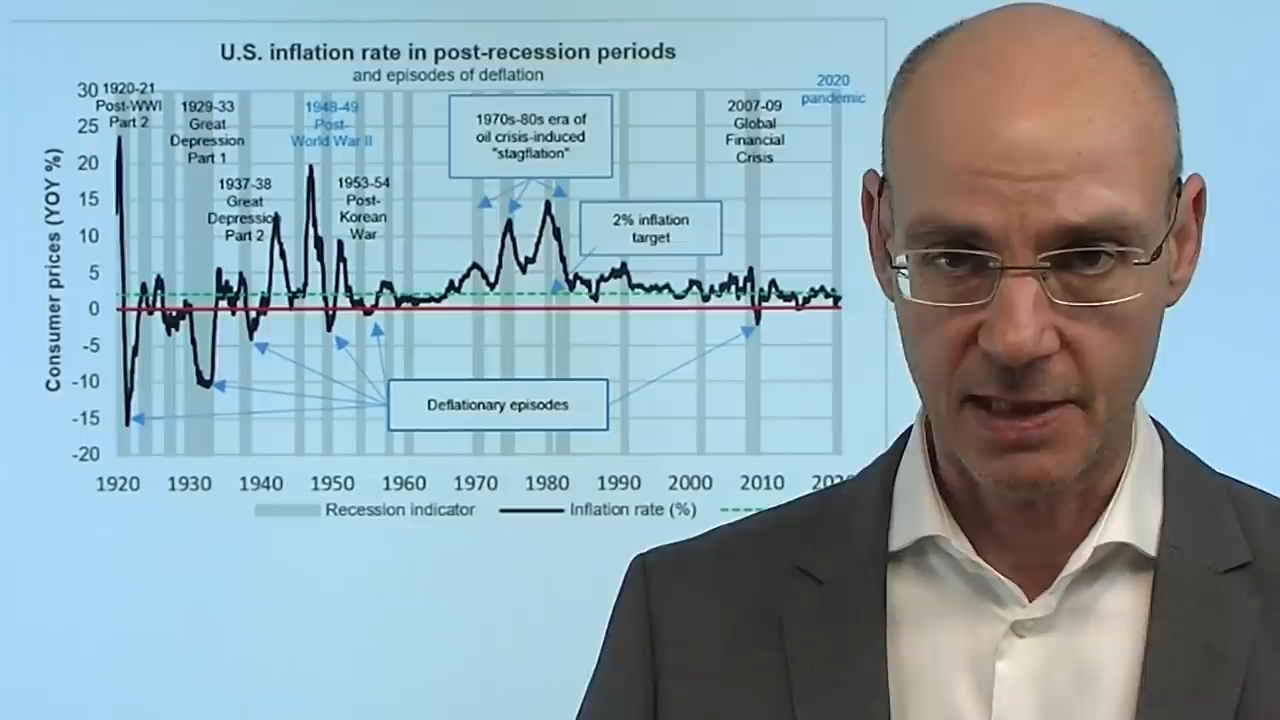 U.S. inflation rate in post-recession periods
and episodes of deflation
Consumer prices (YOY %)
30
25
20
15
10
5
0
-5
-10
-15
-20
1920-21
Post-WWI
Part 2
1929-33
Great
Depression
Part 1
1937-38
Great
Depression
Part 2
1948-49
Post-
World War II
1953-54
Post-
Korean
War
1970s-80s era of
oil crisis-induced
"stagflation"
2% inflation
target
2007-09
Global
Financial
Crisis
2020
pandemic
Deflationary episodes
1920 1930 1940 1950 1960 1970 1980 1990 2000 2010
Recession indicator Inflation rate (%)